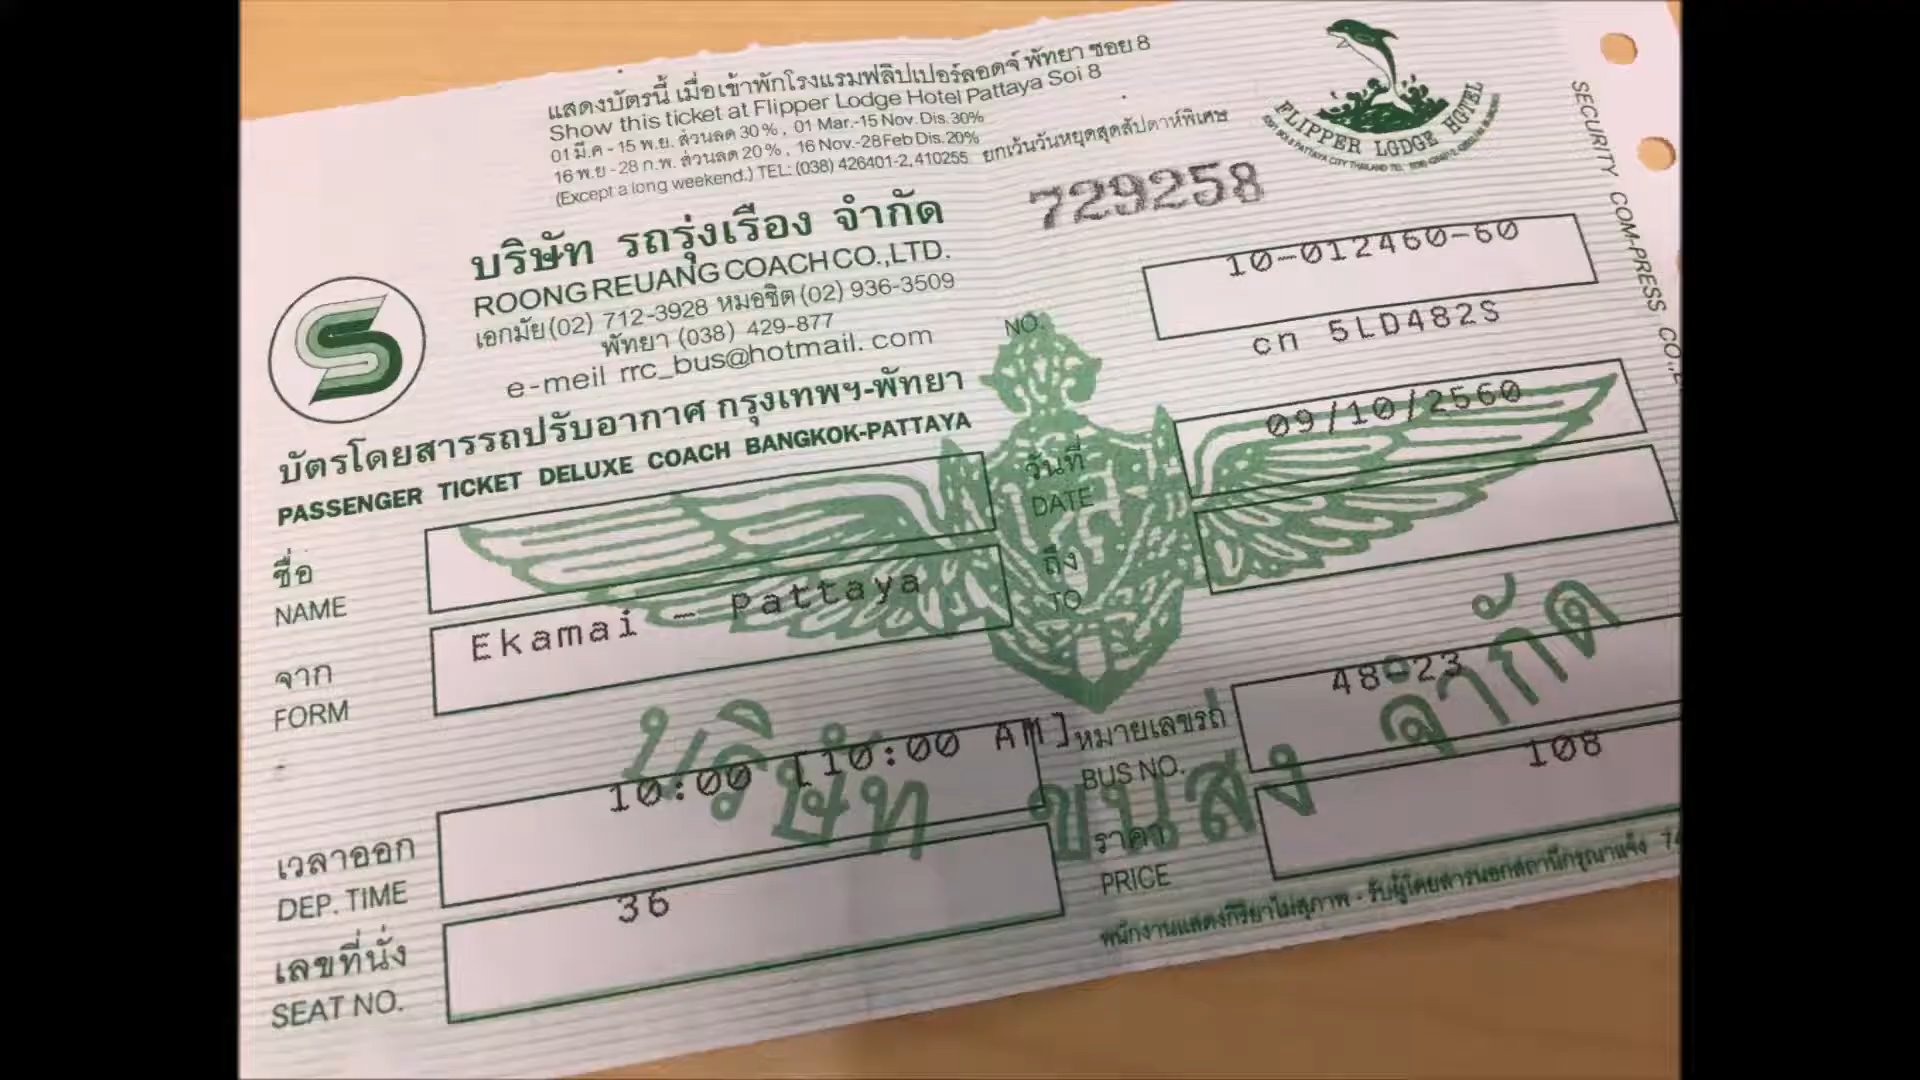 แสดงบัตรนี้ เมื่อเข้าพักโรงแรมฟลิปเปอร์ลอดจ์ พัทยา ซอย 8
Show this ticket at Flipper Lodge Hotel Pattaya Soi 8
01 มี.ค - 15 พ.ย. ส่วนลด 30%, 01 Mar.-15 Nov. Dis. 30%
16 พ.ย - 28 ก.พ. ส่วนลด 20%, 16 Nov.-28 Feb Dis. 20%
(Except a long weekend.) TEL: (038) 426401-2, 410255 ยกเว้นวันหยุดสุดสัปดาห์พิเศษ
FLIPPER LODGE HOTEL
SECURITY COM-PRESS CO.,
729258
บริษัท รถรุ่งเรือง จำกัด
ROONG REUANG COACH CO.,LTD.
เอกมัย (02) 712-3928 หมอชิต (02) 936-3509
พัทยา (038) 429-877
e-meil rrc_bus@hotmail. com
บัตรโดยสารรถปรับอากาศ กรุงเทพฯ-พัทยา
PASSENGER TICKET DELUXE COACH BANGKOK-PATTAYA
NO. 10-012460-60
cn 5LD482S
วันที่
DATE 09/10/2560
ชื่อ
NAME
ถึง
TO
จาก
FORM Ekamai - Pattaya
บริษัท ขนส่ง จำกัด
หมายเลขรถ
BUS NO. 48-23
เวลาออก
DEP. TIME 10:00 [10:00 AM]
ราคา
PRICE 108
เลขที่นั่ง
SEAT NO. 36
พนักงานแสดงกิริยาไม่สุภาพ - รับผู้โดยสารนอกสถานีกรุณาแจ้ง